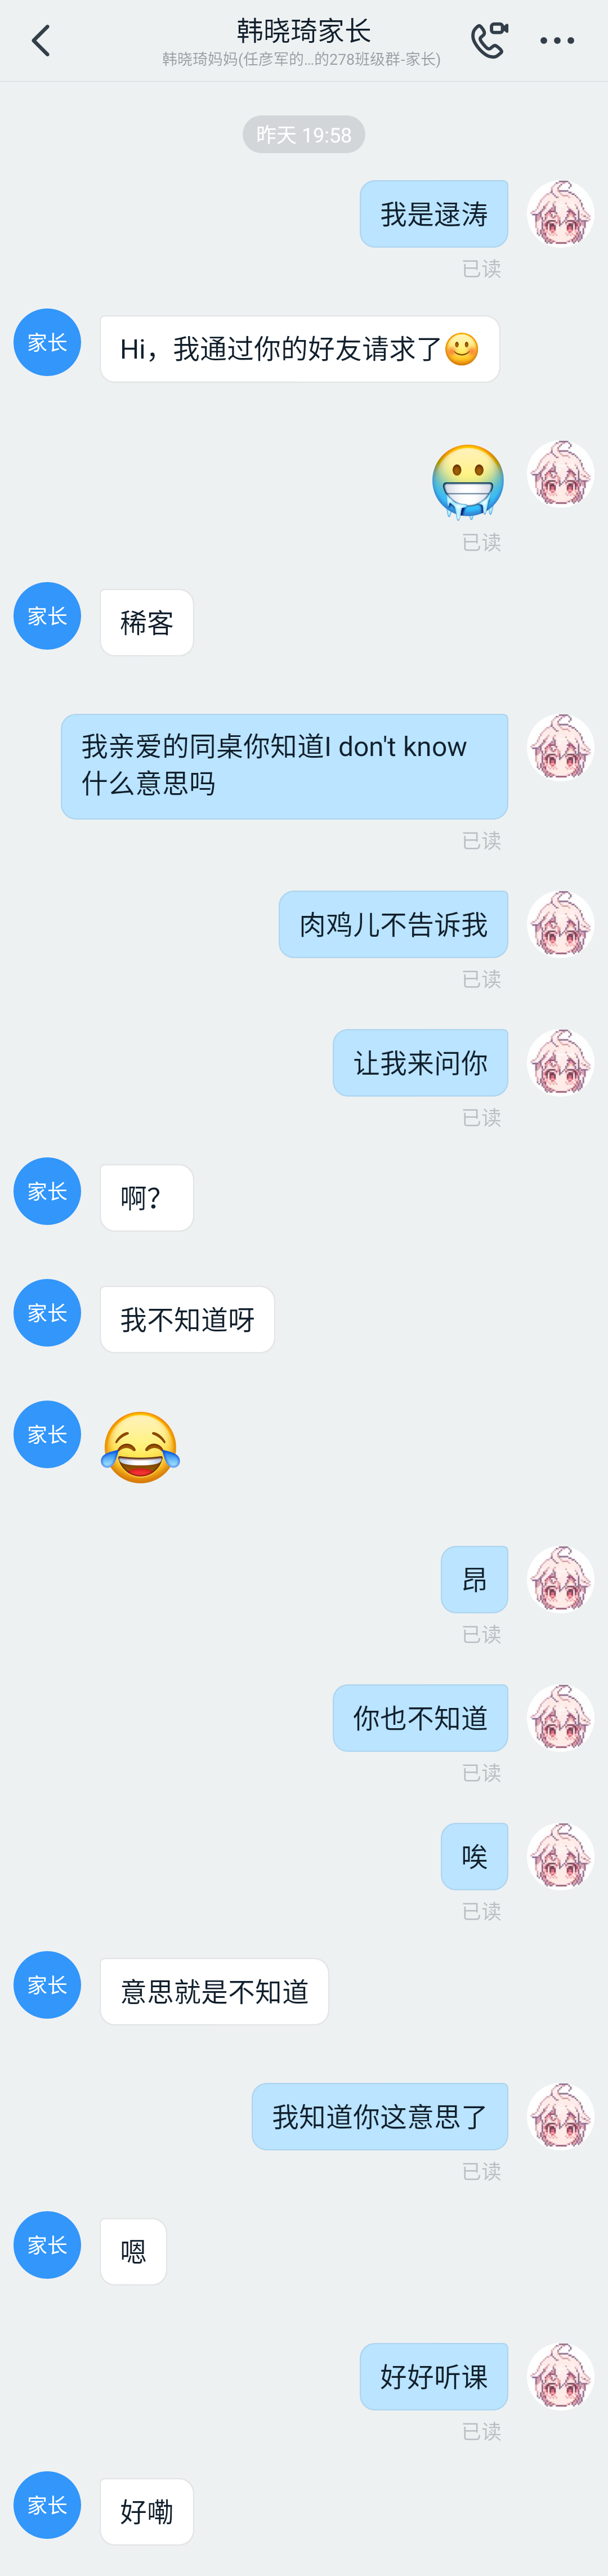 韩晓琦家长
韩晓琦妈妈(任彦军的...的278班级群-家长)
昨天 19:58
我是逯涛
已读
家长
Hi，我通过你的好友请求了😊
已读
家长
稀客
我亲爱的同桌你知道I don't know
什么意思吗
已读
肉鸡儿不告诉我
已读
让我来问你
已读
家长
啊？
家长
我不知道呀
家长
昂
已读
你也不知道
已读
唉
已读
家长
意思就是不知道
我知道你这意思了
已读
家长
嗯
好好听课
已读
家长
好嘞